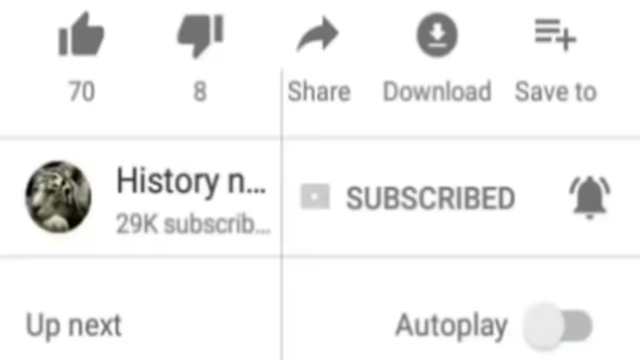 70 8 Share Download Save to
History n...
SUBSCRIBED
29K subscrib...
Up next Autoplay